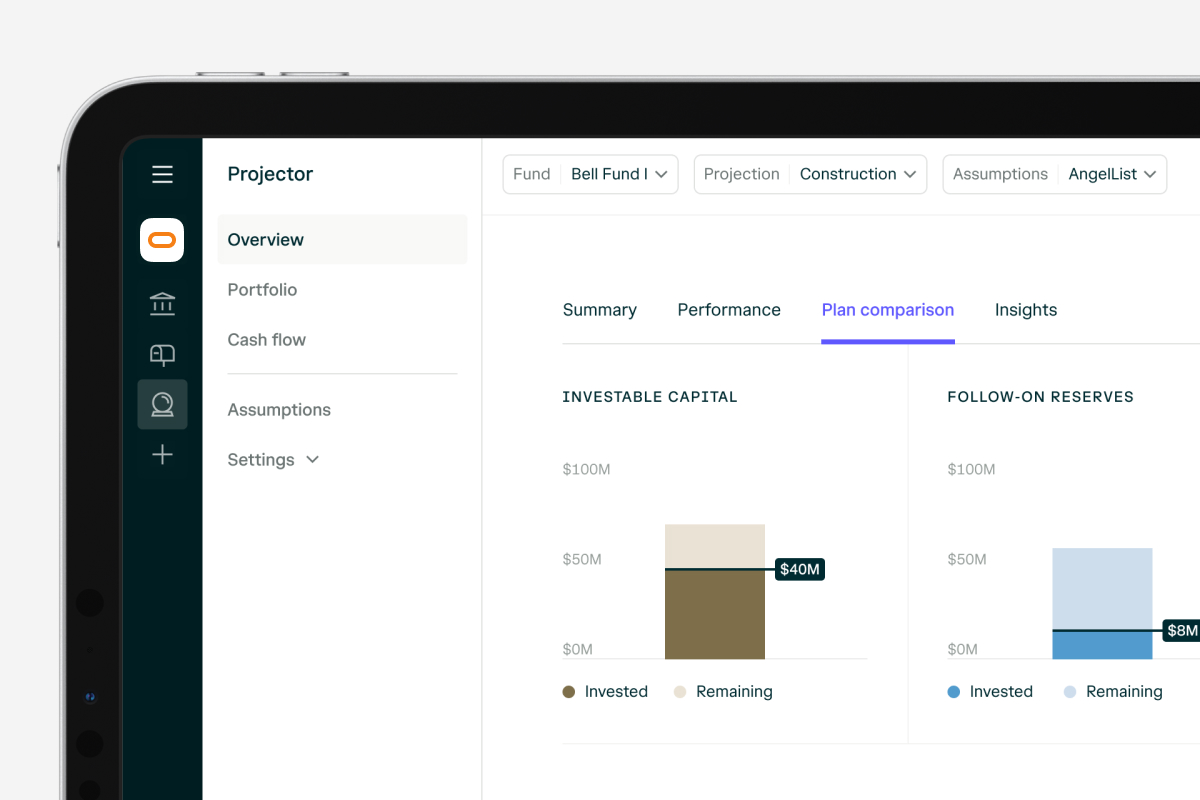 Projector
Overview
Portfolio
Cash flow
Assumptions
Settings
Fund Bell Fund I
Projection Construction
Assumptions AngelList
Summary Performance Plan comparison Insights
INVESTABLE CAPITAL
$100M
$50M
$0M
$40M
Invested Remaining
FOLLOW-ON RESERVES
$100M
$50M
$0M
$8M
Invested Remaining